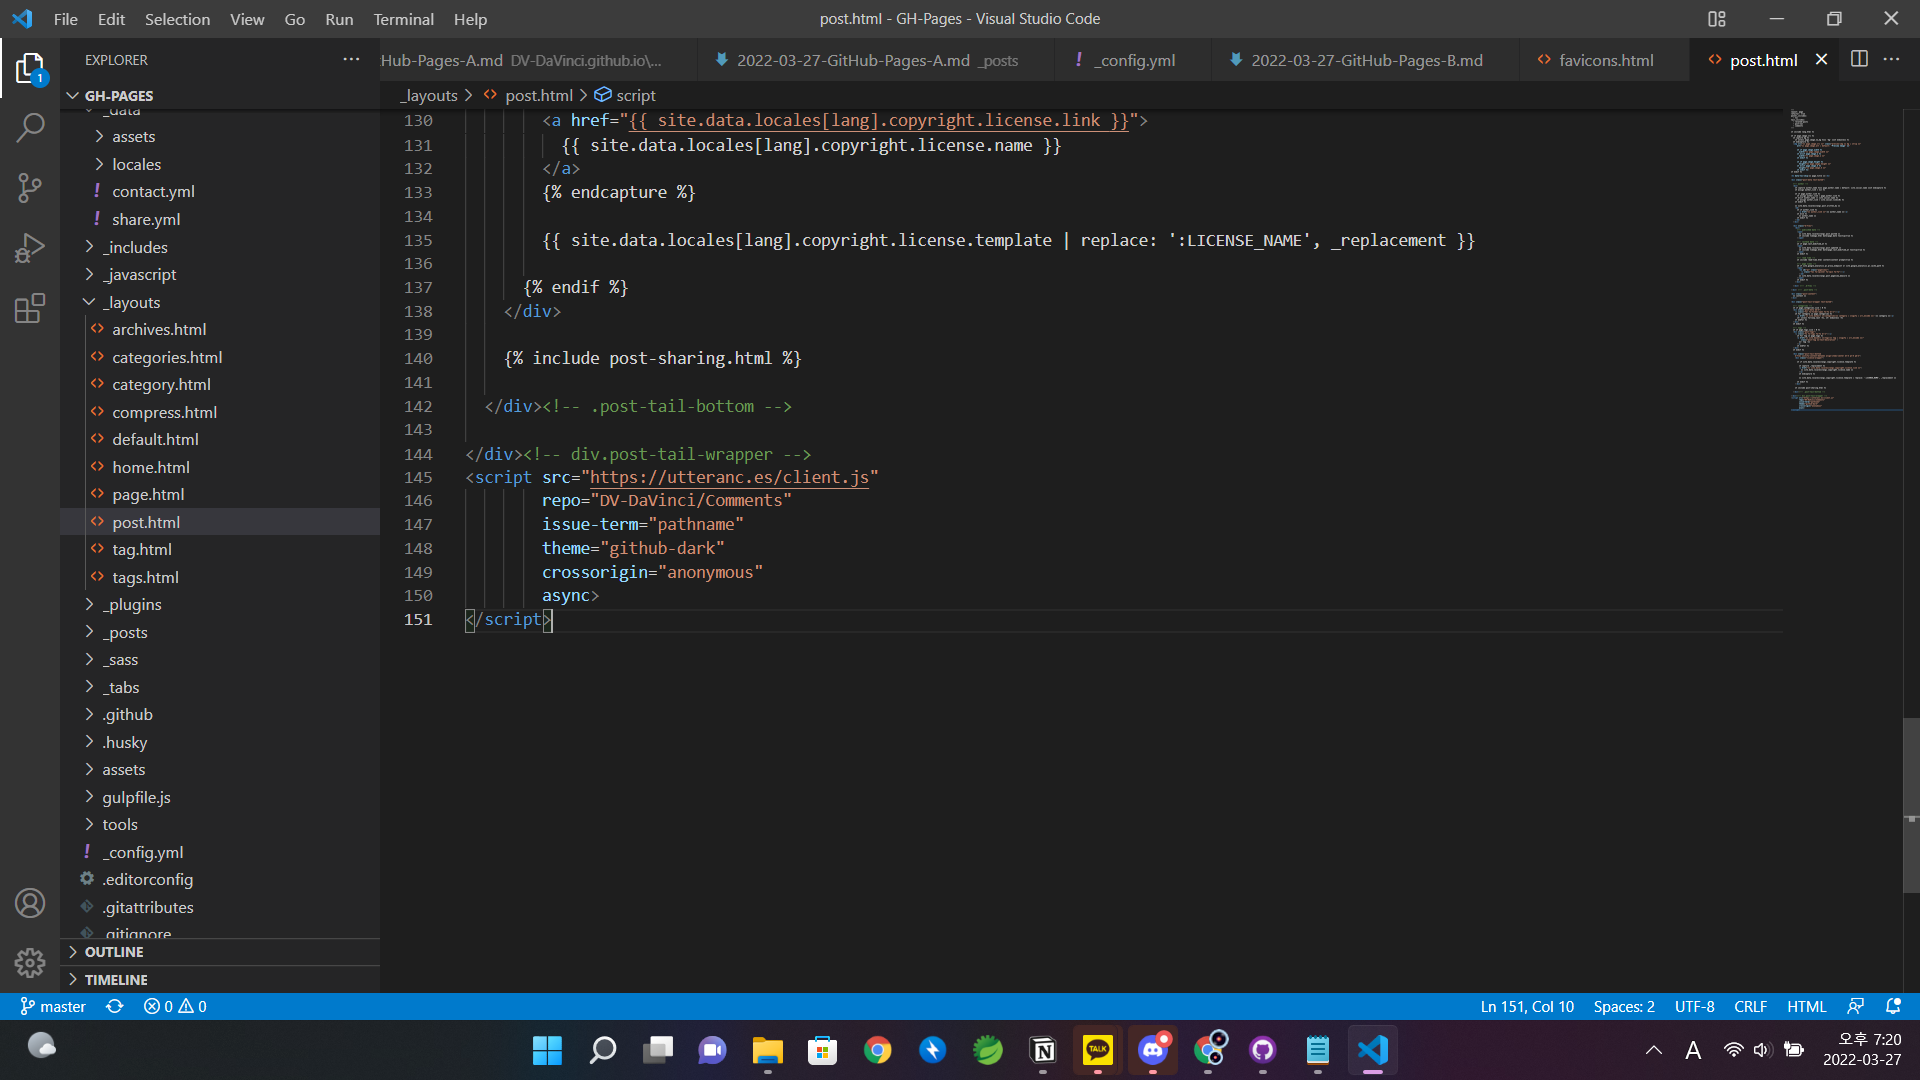 File Edit Selection View Go Run Terminal Help
post.html - GH-Pages - Visual Studio Code
EXPLORER
Hub-Pages-A.md DV-DaVinci.github.io\...
2022-03-27-GitHub-Pages-A.md _posts
_config.yml
2022-03-27-GitHub-Pages-B.md
favicons.html
post.html
1
GH-PAGES
_data
assets
locales
! contact.yml
! share.yml
_includes
_javascript
_layouts
archives.html
categories.html
category.html
compress.html
default.html
home.html
page.html
post.html
tag.html
tags.html
_plugins
_posts
_sass
_tabs
.github
.husky
assets
gulpfile.js
tools
! _config.yml
.editorconfig
.gitattributes
.gitignore
OUTLINE
TIMELINE
_layouts > post.html > script
130 <a href="{{ site.data.locales[lang].copyright.license.link }}">
131 {{ site.data.locales[lang].copyright.license.name }}
132 </a>
133 {% endcapture %}
134
135 {{ site.data.locales[lang].copyright.license.template | replace: ':LICENSE_NAME', _replacement }}
136
137 {% endif %}
138 </div>
139
140 {% include post-sharing.html %}
141
142 </div><!-- .post-tail-bottom -->
143
144 </div><!-- div.post-tail-wrapper -->
145 <script src="https://utteranc.es/client.js"
146 repo="DV-DaVinci/Comments"
147 issue-term="pathname"
148 theme="github-dark"
149 crossorigin="anonymous"
150 async>
151 </script>
master 0 0
Ln 151, Col 10 Spaces: 2 UTF-8 CRLF HTML
TALK
A
오후 7:20
2022-03-27